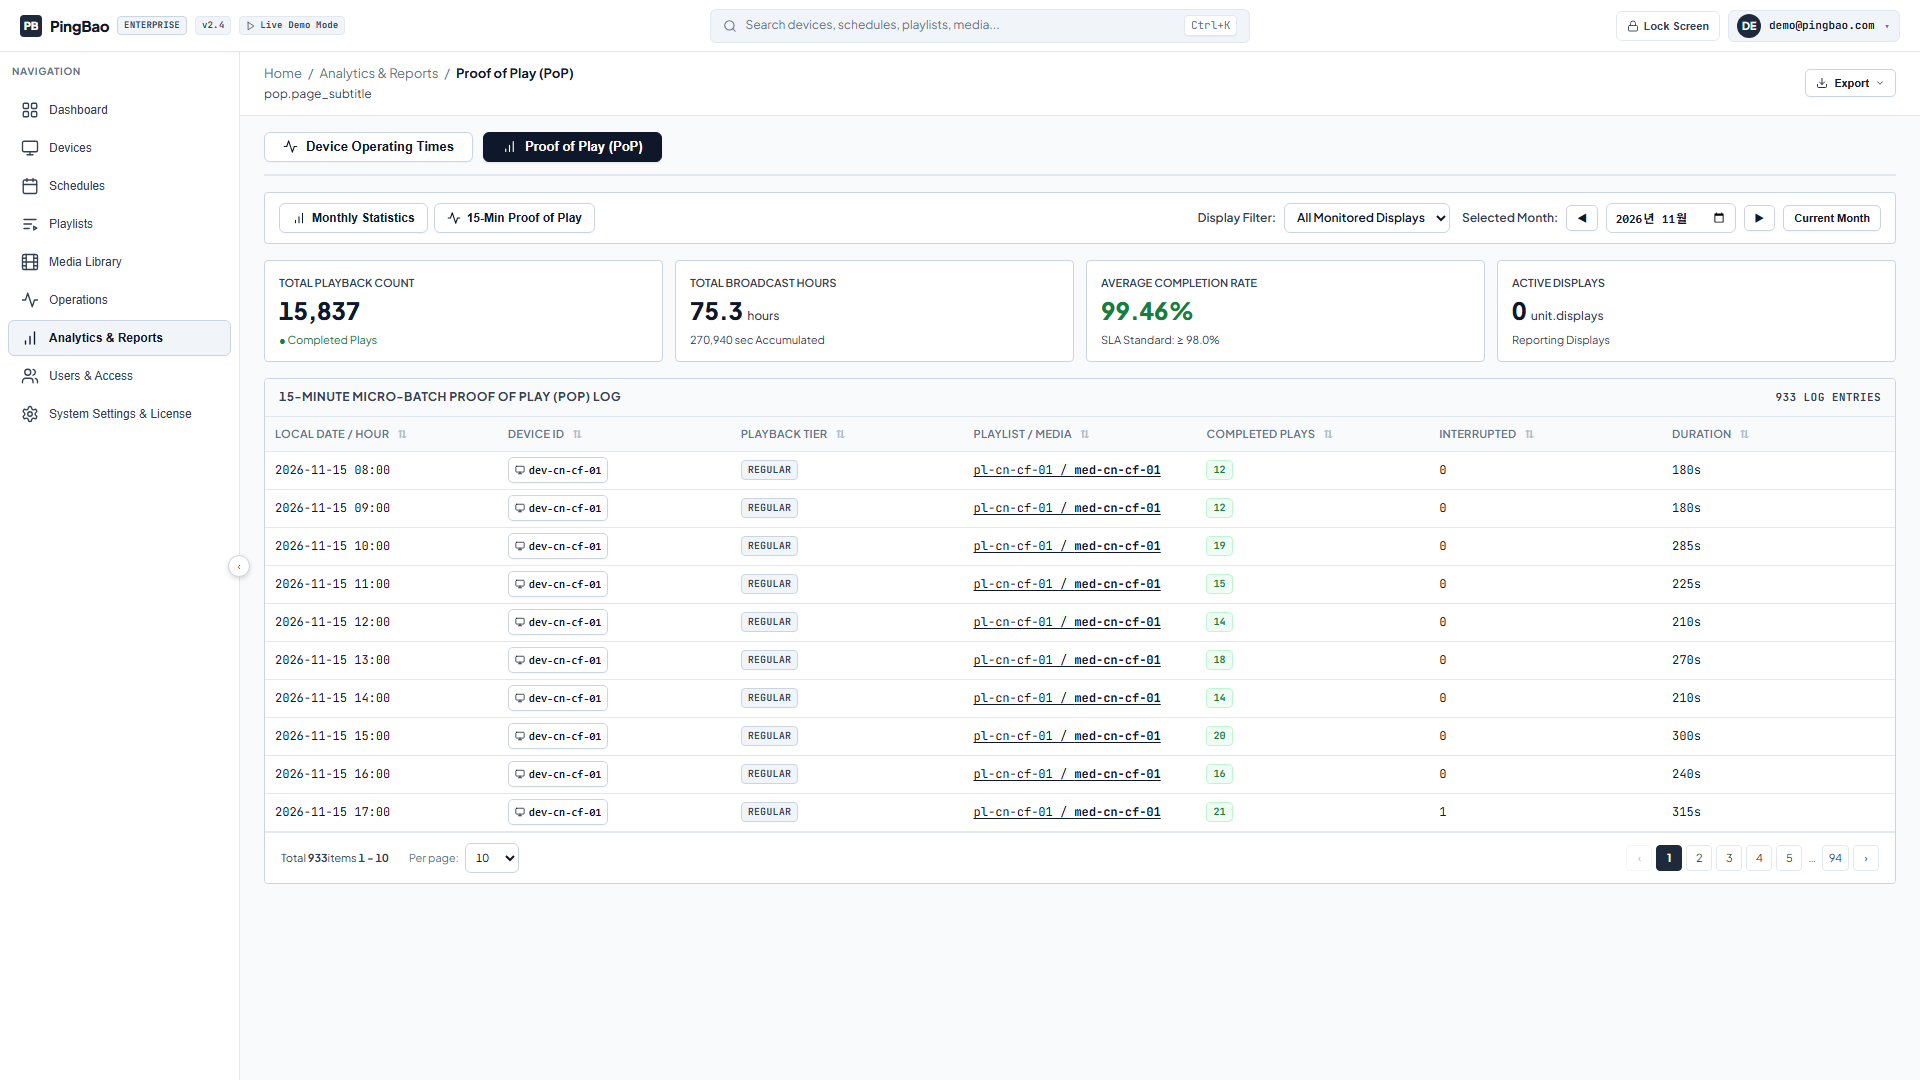 PB PingBao ENTERPRISE v2.4 Live Demo Mode
Search devices, schedules, playlists, media... Ctrl+K
Lock Screen DE demo@pingbao.com
NAVIGATION
Dashboard
Devices
Schedules
Playlists
Media Library
Operations
Analytics & Reports
Users & Access
System Settings & License
Home / Analytics & Reports / Proof of Play (PoP)
pop.page_subtitle
Export
Device Operating Times Proof of Play (PoP)
Monthly Statistics 15-Min Proof of Play
Display Filter: All Monitored Displays Selected Month: ◀ 2026년 11월 ▶ Current Month
TOTAL PLAYBACK COUNT
15,837
● Completed Plays
TOTAL BROADCAST HOURS
75.3 hours
270,940 sec Accumulated
AVERAGE COMPLETION RATE
99.46%
SLA Standard: ≥ 98.0%
ACTIVE DISPLAYS
0 unit.displays
Reporting Displays
15-MINUTE MICRO-BATCH PROOF OF PLAY (POP) LOG 933 LOG ENTRIES
LOCAL DATE / HOUR ⇅ DEVICE ID ⇅ PLAYBACK TIER ⇅ PLAYLIST / MEDIA ⇅ COMPLETED PLAYS ⇅ INTERRUPTED ⇅ DURATION ⇅
2026-11-15 08:00 dev-cn-cf-01 REGULAR pl-cn-cf-01 / med-cn-cf-01 12 0 180s
2026-11-15 09:00 dev-cn-cf-01 REGULAR pl-cn-cf-01 / med-cn-cf-01 12 0 180s
2026-11-15 10:00 dev-cn-cf-01 REGULAR pl-cn-cf-01 / med-cn-cf-01 19 0 285s
2026-11-15 11:00 dev-cn-cf-01 REGULAR pl-cn-cf-01 / med-cn-cf-01 15 0 225s
2026-11-15 12:00 dev-cn-cf-01 REGULAR pl-cn-cf-01 / med-cn-cf-01 14 0 210s
2026-11-15 13:00 dev-cn-cf-01 REGULAR pl-cn-cf-01 / med-cn-cf-01 18 0 270s
2026-11-15 14:00 dev-cn-cf-01 REGULAR pl-cn-cf-01 / med-cn-cf-01 14 0 210s
2026-11-15 15:00 dev-cn-cf-01 REGULAR pl-cn-cf-01 / med-cn-cf-01 20 0 300s
2026-11-15 16:00 dev-cn-cf-01 REGULAR pl-cn-cf-01 / med-cn-cf-01 16 0 240s
2026-11-15 17:00 dev-cn-cf-01 REGULAR pl-cn-cf-01 / med-cn-cf-01 21 1 315s
Total 933items 1 – 10 Per page: 10 ‹ 1 2 3 4 5 … 94 ›